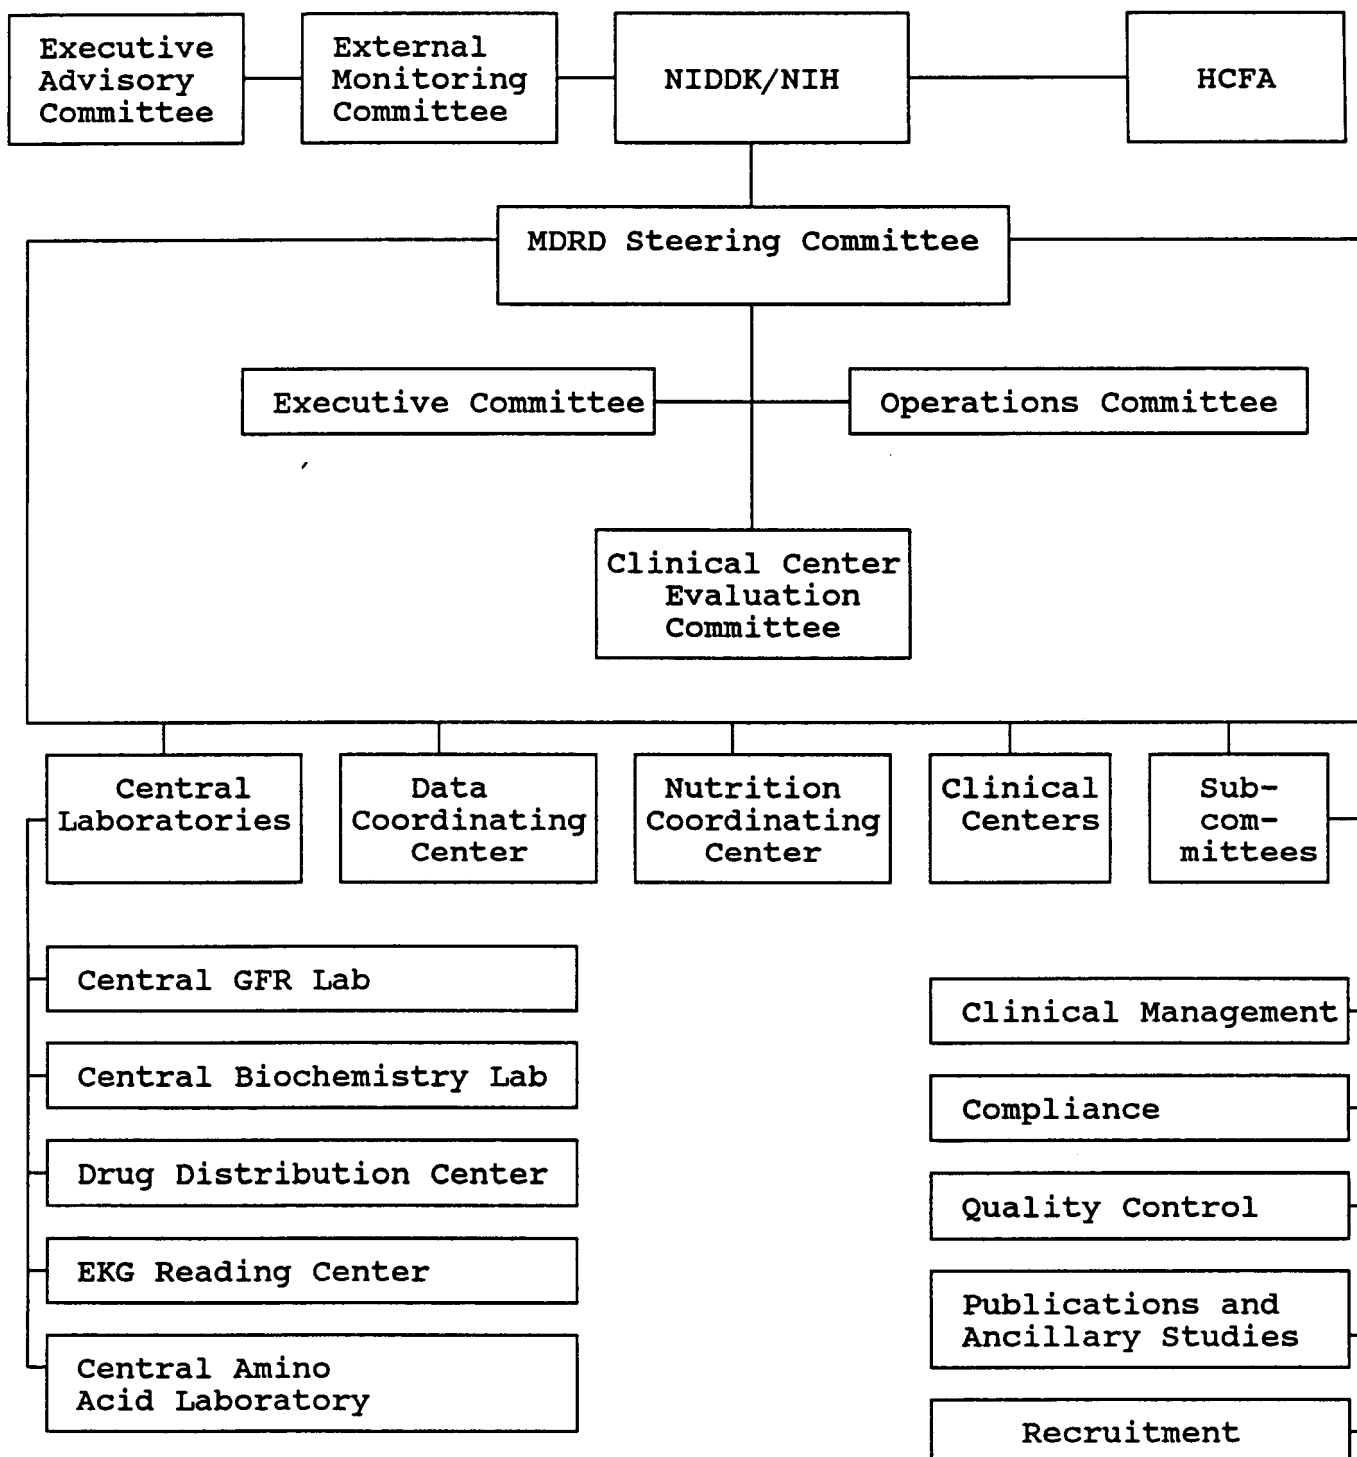 Executive
Advisory
Committee
External
Monitoring
Committee
NIDDK/NIH
HCFA
MDRD Steering Committee
Executive Committee
Operations Committee
Clinical Center
Evaluation
Committee
Central
Laboratories
Data
Coordinating
Center
Nutrition
Coordinating
Center
Clinical
Centers
Sub-
com-
mittees
Central GFR Lab
Central Biochemistry Lab
Drug Distribution Center
EKG Reading Center
Central Amino
Acid Laboratory
Clinical Management
Compliance
Quality Control
Publications and
Ancillary Studies
Recruitment